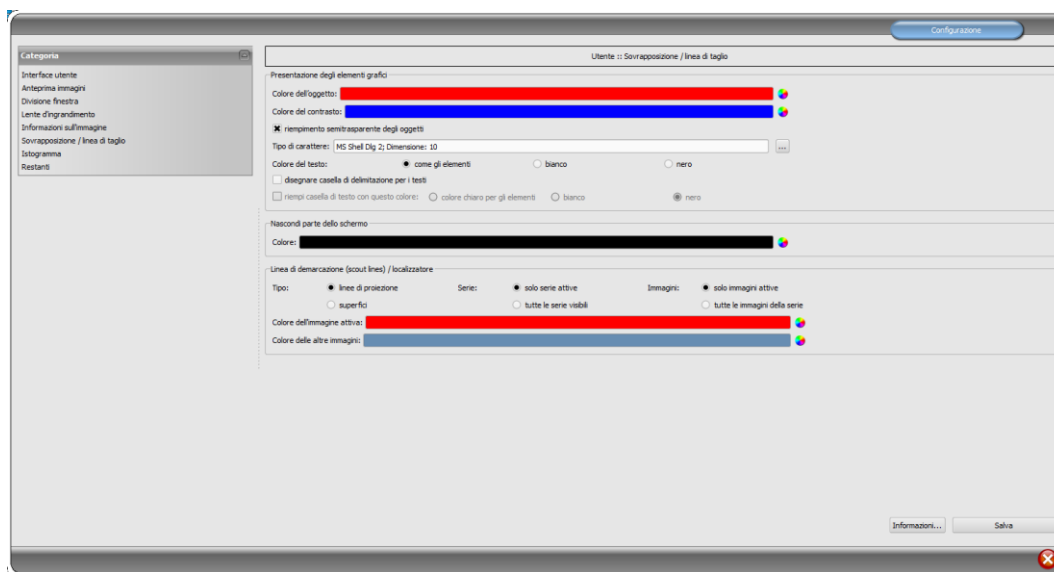 Configurazione
Categoria
Interface utente
Anteprima immagini
Divisione finestra
Lente d'ingrandimento
Informazioni sull'immagine
Sovrapposizione / linea di taglio
Istogramma
Restanti
Utente :: Sovrapposizione / linea di taglio
Presentazione degli elementi grafici
Colore dell'oggetto:
Colore del contrasto:
riempimento semitrasparente degli oggetti
Tipo di carattere: MS Shell Dlg 2; Dimensione: 10 ...
Colore del testo: come gli elementi bianco nero
disegnare casella di delimitazione per i testi
riempi casella di testo con questo colore: colore chiaro per gli elementi bianco nero
Nascondi parte dello schermo
Colore:
Linea di demarcazione (scout lines) / localizzatore
Tipo: linee di proiezione Serie: solo serie attive Immagini: solo immagini attive
superfici tutte le serie visibili tutte le immagini della serie
Colore dell'immagine attiva:
Colore delle altre immagini:
Informazioni... Salva